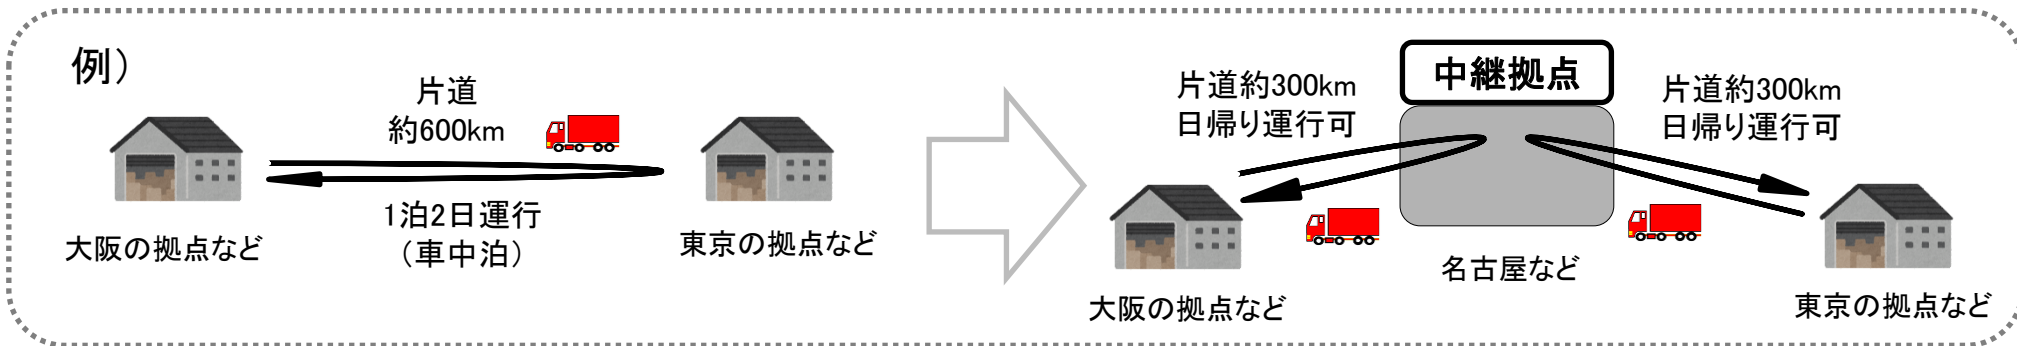 例）
片道
約600km
1泊2日運行
（車中泊）
大阪の拠点など
東京の拠点など
片道約300km
日帰り運行可
中継拠点
片道約300km
日帰り運行可
名古屋など
大阪の拠点など
東京の拠点など